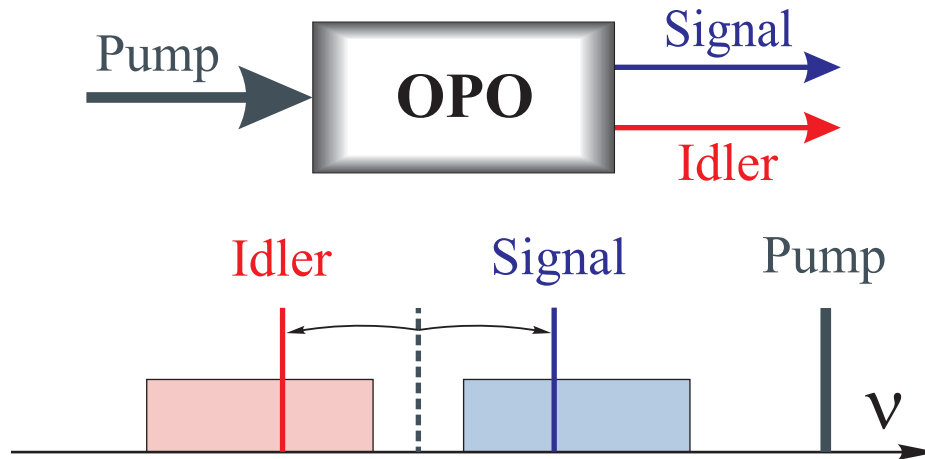 Pump
OPO
Signal
Idler
Idler
Signal
Pump
ν